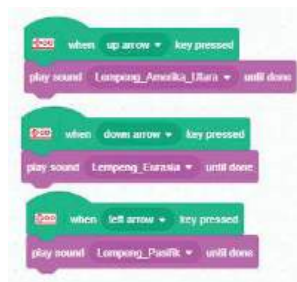 when up arrow key pressed
play sound Lempeng_Amerika_Utara until done
when down arrow key pressed
play sound Lempeng_Eurasia until done
when left arrow key pressed
play sound Lempeng_Pasifik until done